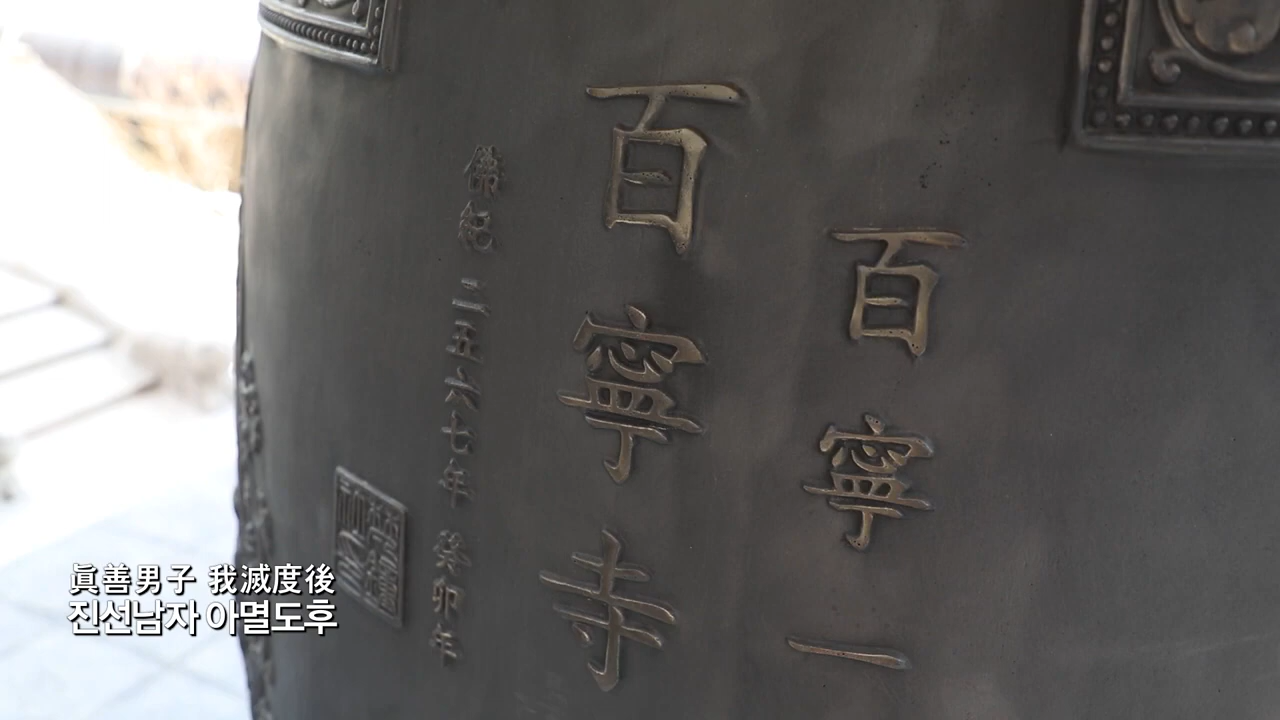 百寧一
百寧寺
佛紀 二五六七年 癸卯年
眞善男子 我滅度後
진선남자 아멸도후